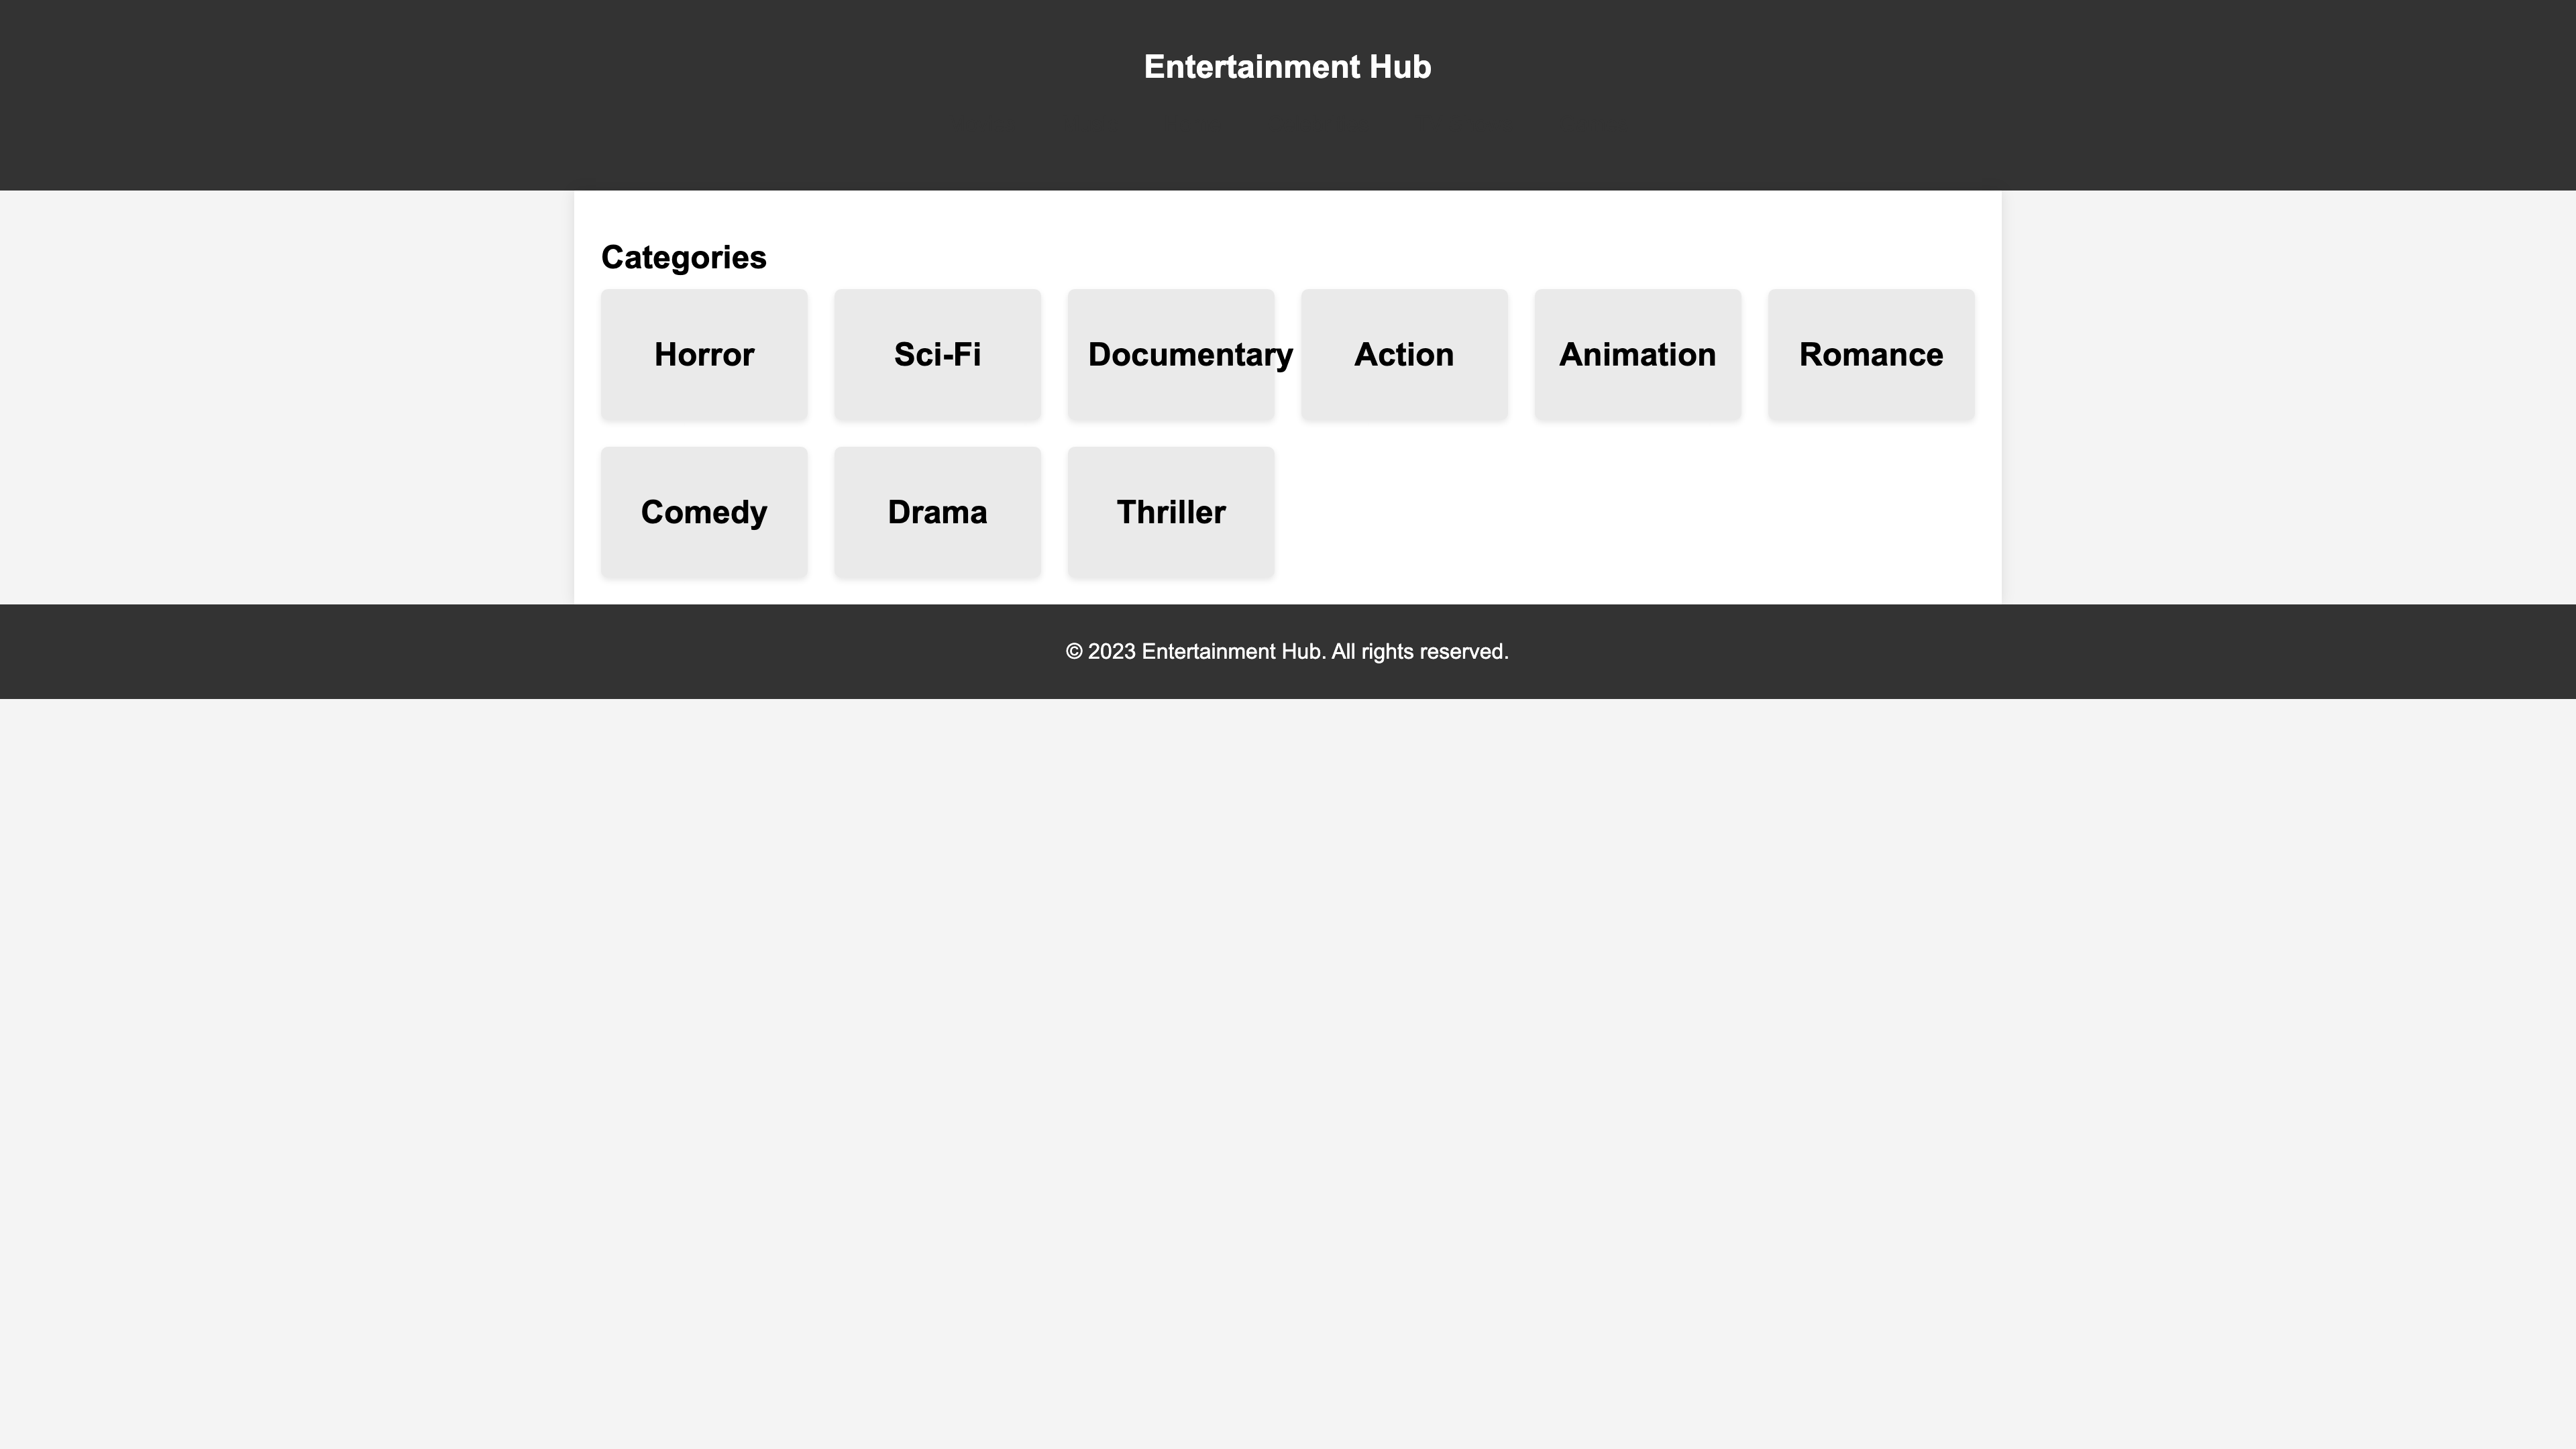 Entertainment Hub
Categories
Horror
Sci-Fi
Documentary
Action
Animation
Romance
Comedy
Drama
Thriller
© 2023 Entertainment Hub. All rights reserved.